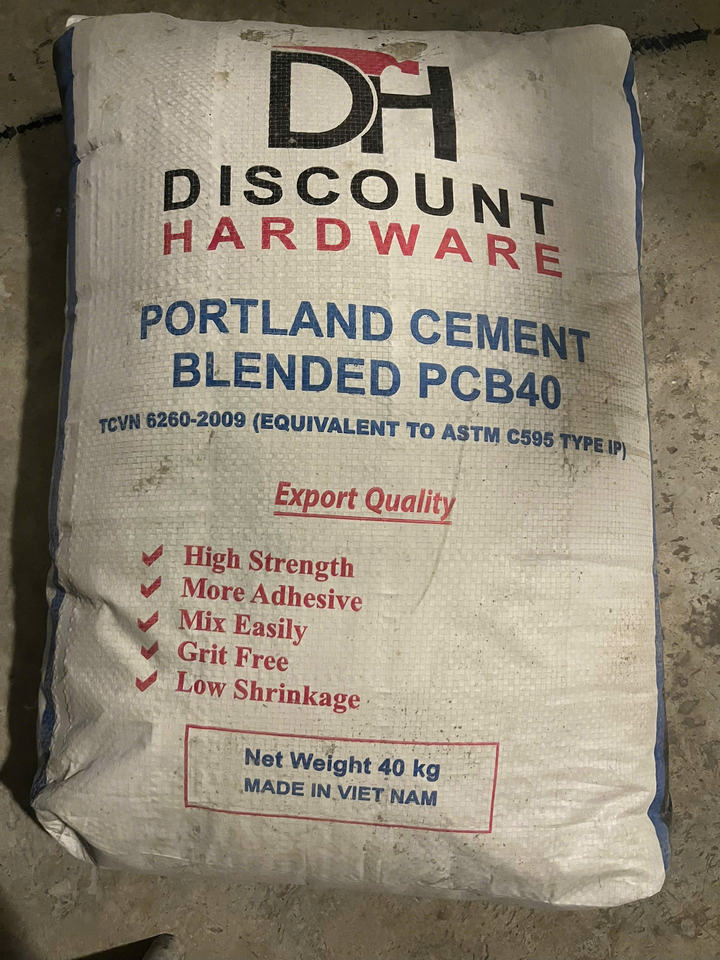 DH
DISCOUNT
HARDWARE
PORTLAND CEMENT
BLENDED PCB40
TCVN 6260-2009 (EQUIVALENT TO ASTM C595 TYPE IP)
Export Quality
High Strength
More Adhesive
Mix Easily
Grit Free
Low Shrinkage
Net Weight 40 kg
MADE IN VIET NAM